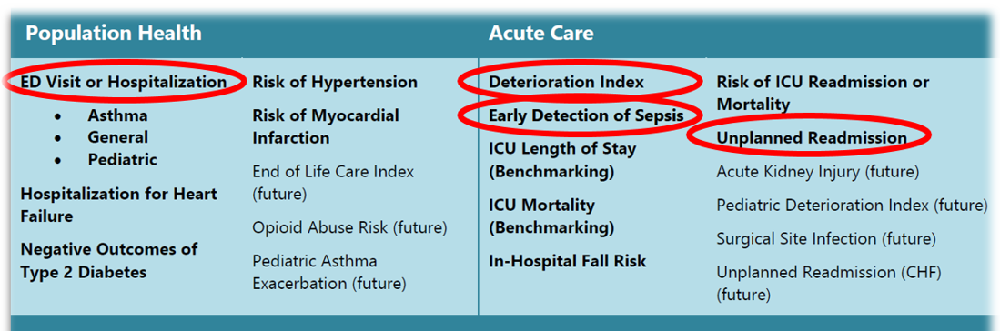 Population Health
ED Visit or Hospitalization
• Asthma
• General
• Pediatric
Hospitalization for Heart
Failure
Negative Outcomes of
Type 2 Diabetes
Risk of Hypertension
Risk of Myocardial
Infarction
End of Life Care Index
(future)
Opioid Abuse Risk (future)
Pediatric Asthma
Exacerbation (future)
Acute Care
Deterioration Index
Early Detection of Sepsis
ICU Length of Stay
(Benchmarking)
ICU Mortality
(Benchmarking)
In-Hospital Fall Risk
Risk of ICU Readmission or
Mortality
Unplanned Readmission
Acute Kidney Injury (future)
Pediatric Deterioration Index (future)
Surgical Site Infection (future)
Unplanned Readmission (CHF)
(future)